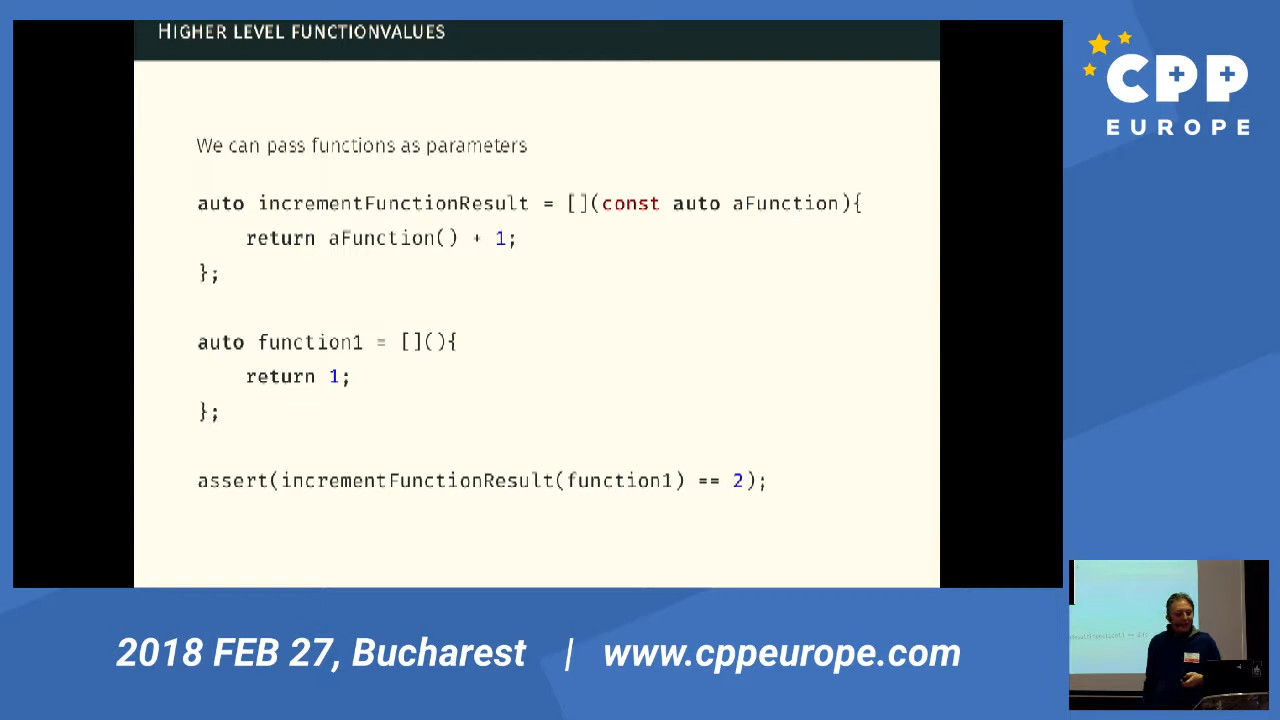 HIGHER LEVEL FUNCTIONVALUES
We can pass functions as parameters
auto incrementFunctionResult = [](const auto aFunction){
return aFunction() + 1;
};
auto function1 = [](){
return 1;
};
assert(incrementFunctionResult(function1) == 2);
CPP
EUROPE
2018 FEB 27, Bucharest | www.cppeurope.com